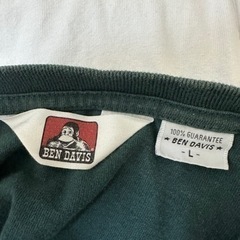 BEN DAVIS
100% GUARANTEE
★ BEN DAVIS ★
- L -